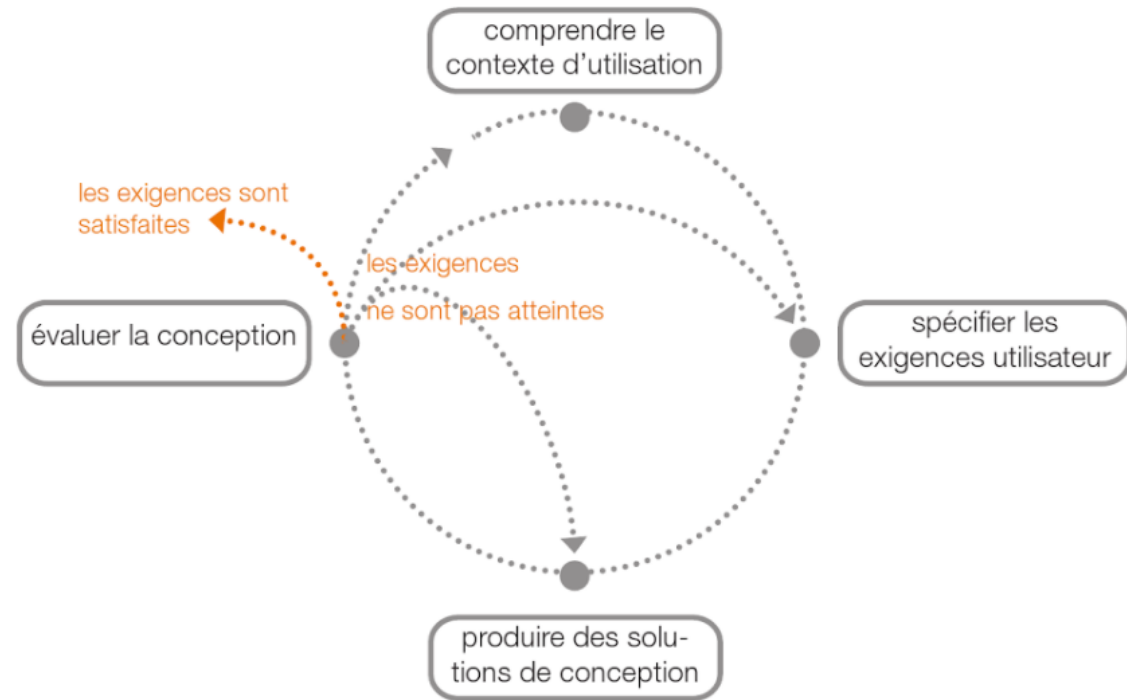 comprendre le
contexte d'utilisation
les exigences sont
satisfaites
les exigences
ne sont pas atteintes
évaluer la conception
spécifier les
exigences utilisateur
produire des solu-
tions de conception